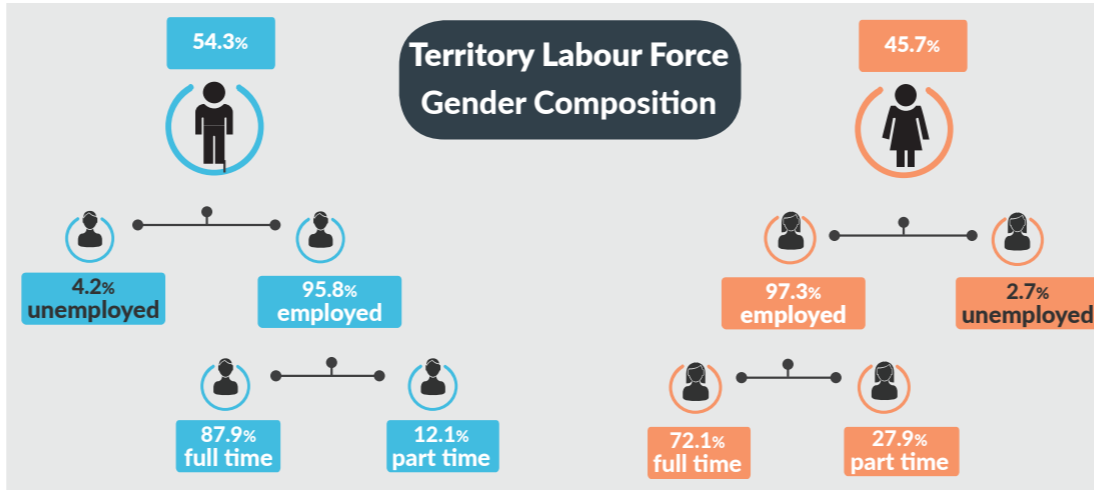 54.3%
Territory Labour Force
Gender Composition
45.7%
4.2%
unemployed
95.8%
employed
97.3%
employed
2.7%
unemployed
87.9%
full time
12.1%
part time
72.1%
full time
27.9%
part time